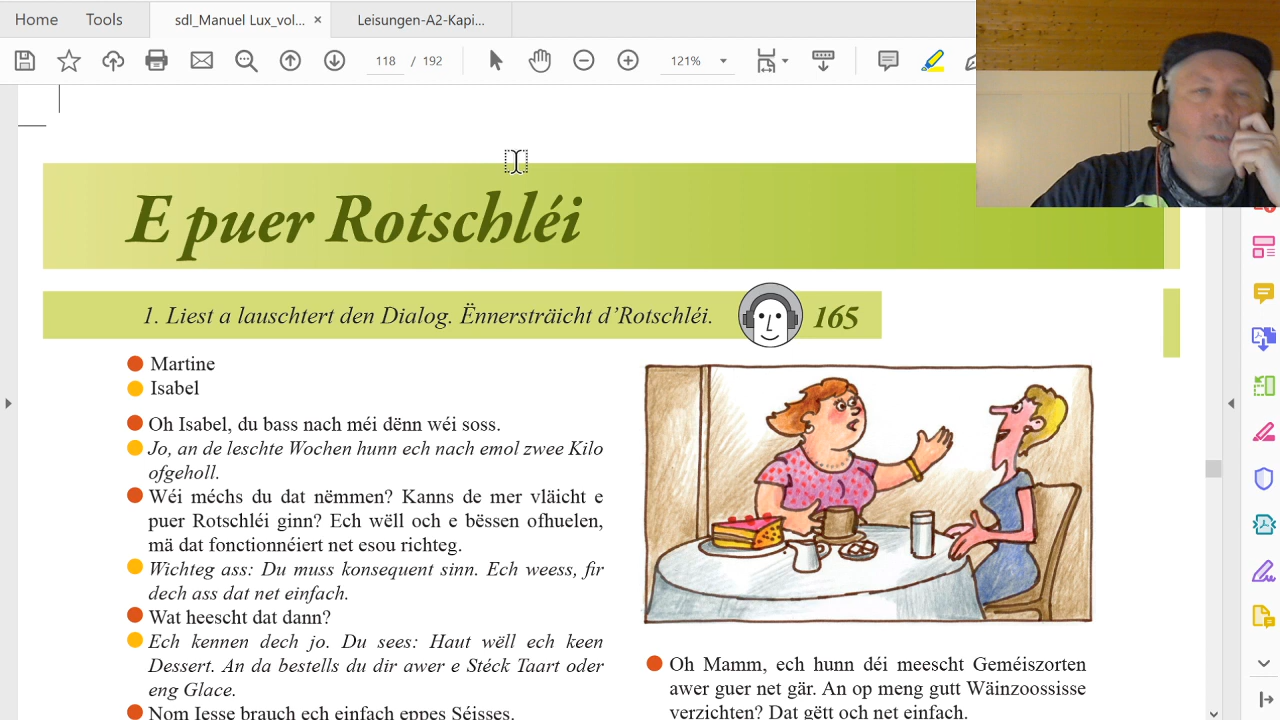 Home
Tools
sdl_Manuel Lux_vol...
×
Leisungen-A2-Kapi...
118 / 192
121%
E puer Rotschléi
1. Liest a lauschtert den Dialog. Ënnersträicht d’Rotschléi.
165
Martine
Isabel
Oh Isabel, du bass nach méi dënn wéi soss.
Jo, an de leschte Wochen hunn ech nach emol zwee Kilo
ofgeholl.
Wéi méchs du dat nëmmen? Kanns de mer vläicht e
puer Rotschléi ginn? Ech wëll och e bëssen ofhuelen,
mä dat fonctionnéiert net esou richteg.
Wichteg ass: Du muss konsequent sinn. Ech weess, fir
dech ass dat net einfach.
Wat heescht dat dann?
Ech kennen dech jo. Du sees: Haut wëll ech keen
Dessert. An da bestells du dir awer e Stéck Taart oder
eng Glace.
Nom Iesse brauch ech einfach eppes Séisses.
Oh Mamm, ech hunn déi meescht Geméiszorten
awer guer net gär. An op meng gutt Wäinzoossisse
verzichten? Dat gëtt och net einfach.